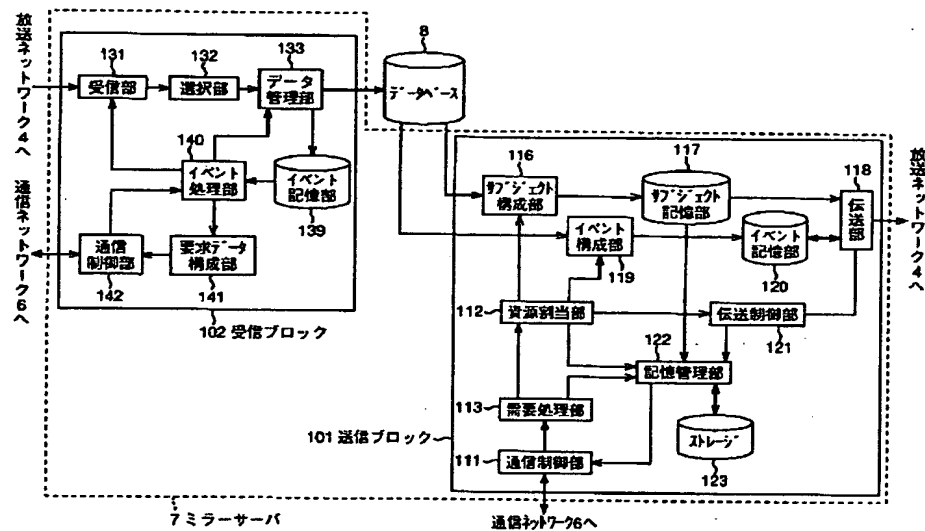 放送ネットワーク4へ
131
受信部
132
選択部
133
データ
管理部
8
データベース
140
イベント
処理部
イベント
記憶部
139
通信ネットワーク6へ
通信
制御部
142
要求データ
構成部
141
102 受信ブロック
116
サブジェクト
構成部
117
サブジェクト
記憶部
118
伝送部
放送ネットワーク4へ
イベント
構成部
119
イベント
記憶部
120
112
資源割当部
伝送制御部
121
122
記憶管理部
113
需要処理部
101 送信ブロック
ストレージ
123
111
通信制御部
7 ミラーサーバ
通信ネットワーク6へ